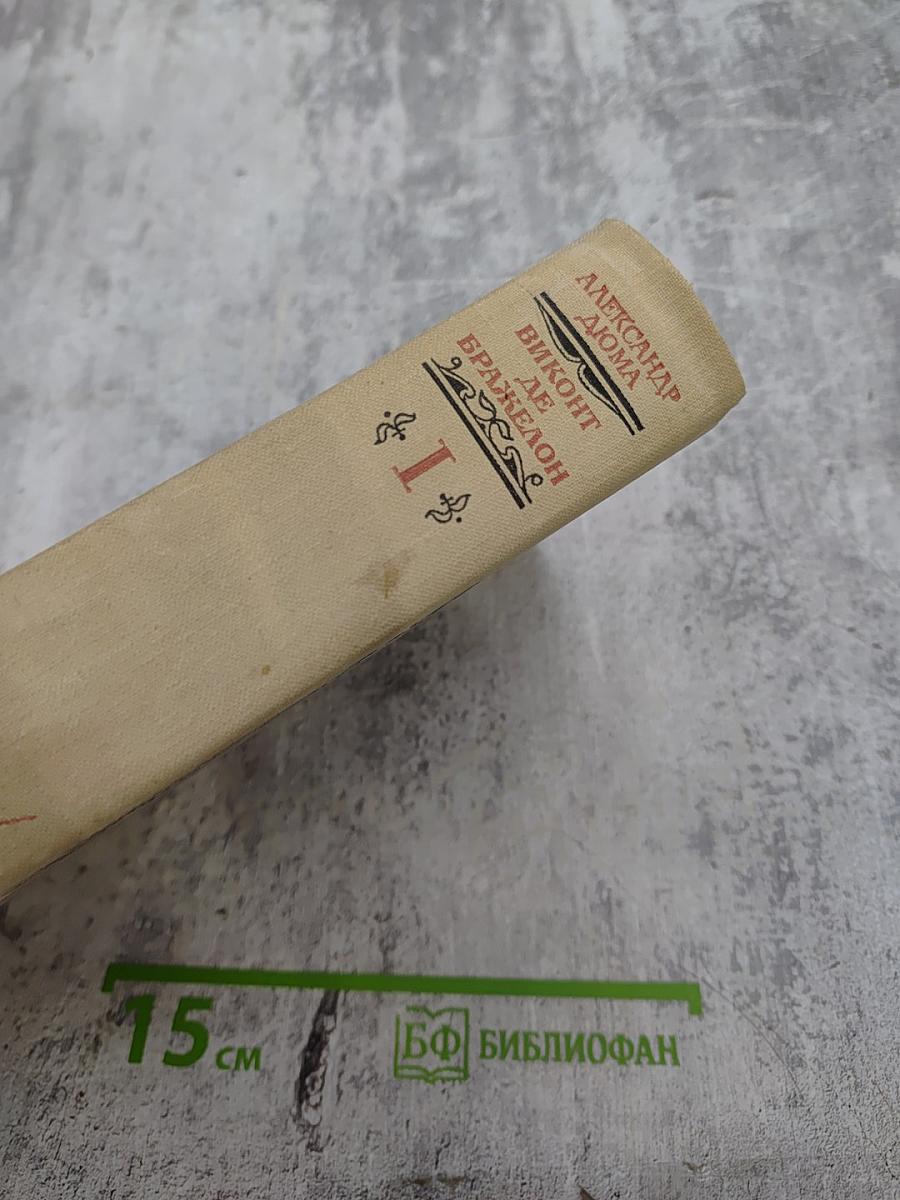 АЛЕКСАНДР
ДЮМА
ВИКОНТ
ДЕ
БРАЖЕЛОН
I
15 см
БФ БИБЛИОФАН